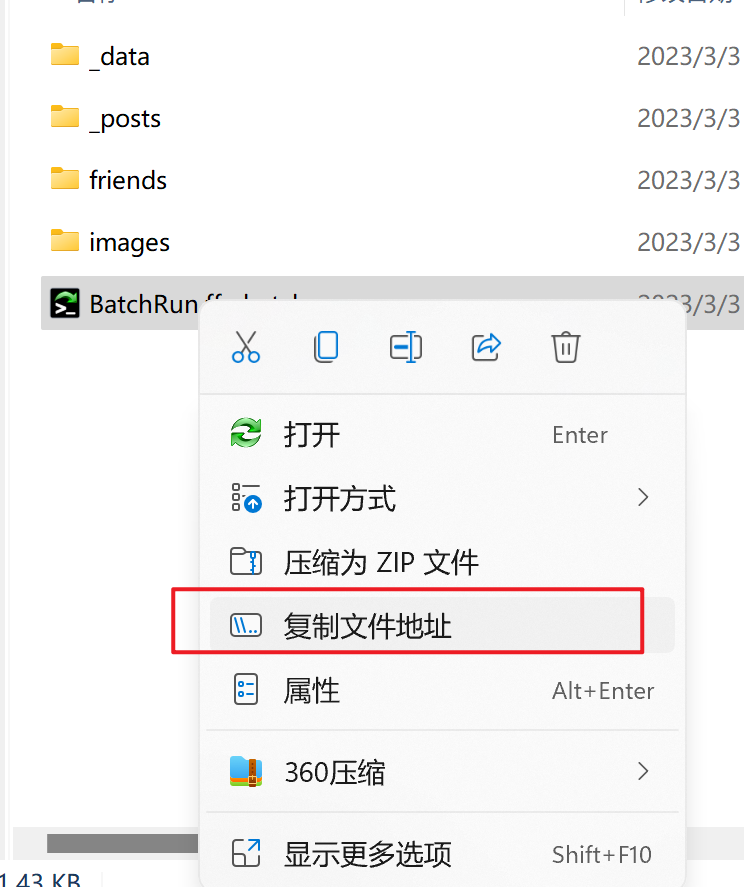 _data 2023/3/3
_posts 2023/3/3
friends 2023/3/3
images 2023/3/3
BatchRun 2023/3/3
打开 Enter
打开方式
压缩为 ZIP 文件
复制文件地址
属性 Alt+Enter
360压缩
显示更多选项 Shift+F10
1.43 KB